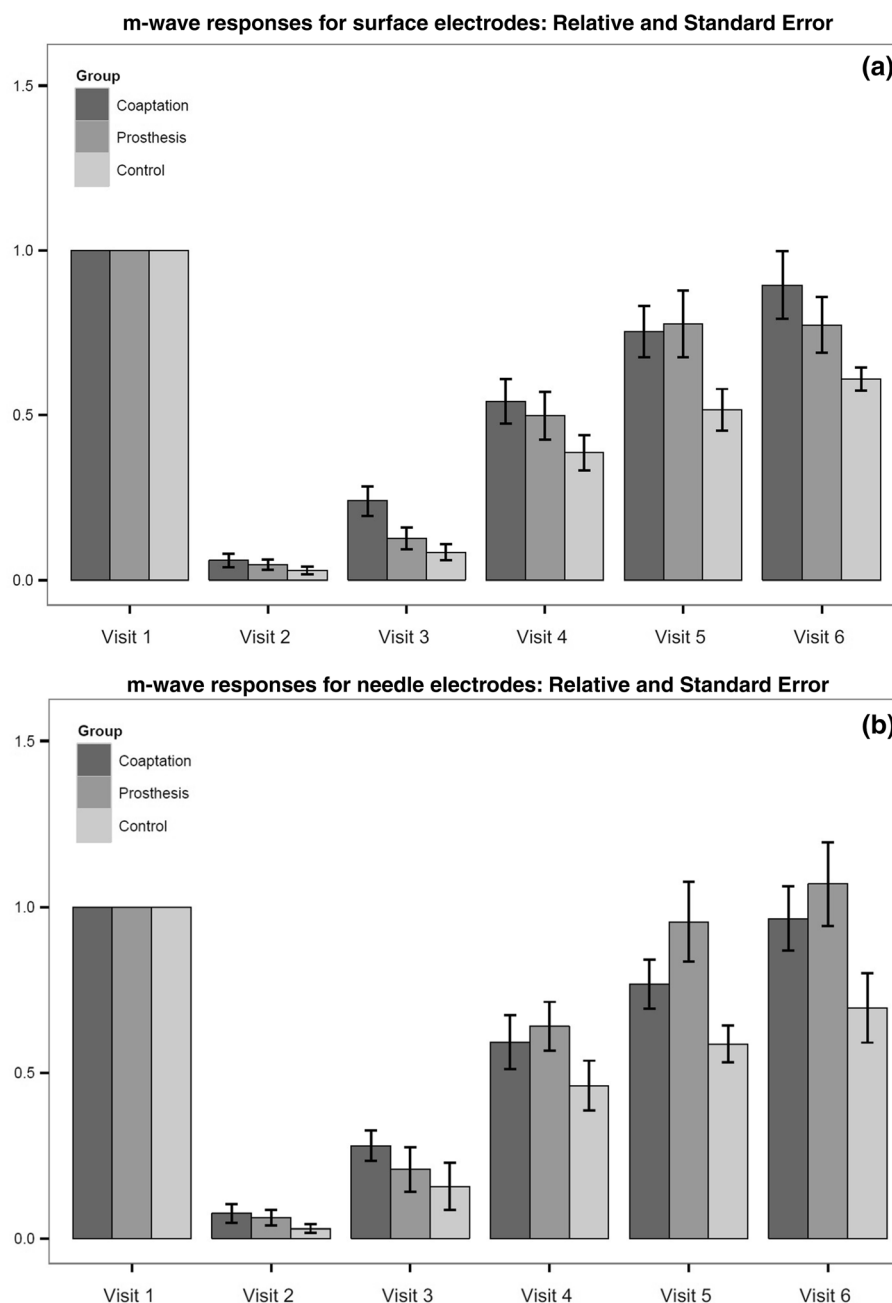 m-wave responses for surface electrodes: Relative and Standard Error
(a)
1.5
Group
Coaptation
Prosthesis
Control
1.0
0.5
0.0
Visit 1 Visit 2 Visit 3 Visit 4 Visit 5 Visit 6
m-wave responses for needle electrodes: Relative and Standard Error
(b)
1.5
Group
Coaptation
Prosthesis
Control
1.0
0.5
0.0
Visit 1 Visit 2 Visit 3 Visit 4 Visit 5 Visit 6